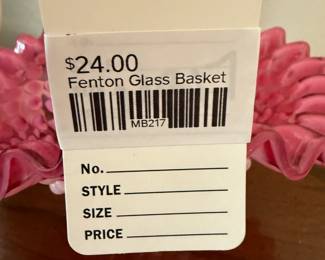 $24.00
Fenton Glass Basket
MB217
No.
STYLE
SIZE
PRICE